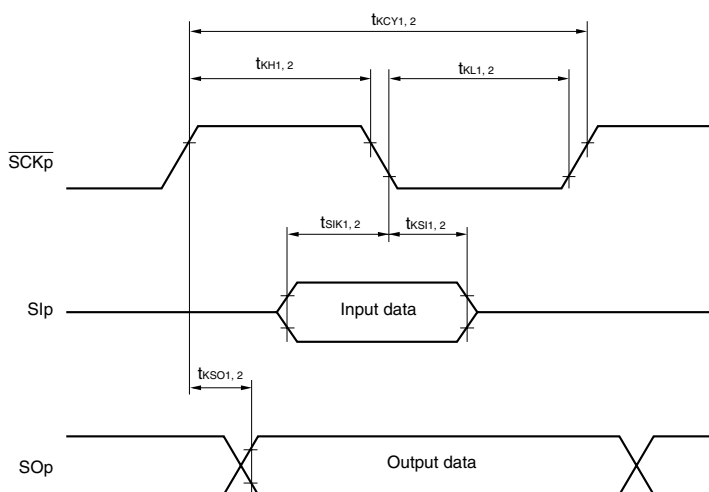 tKCY1, 2
tKH1, 2
tKL1, 2
SCKp
tSIK1, 2
tKSI1, 2
SIp
Input data
tKSO1, 2
SOp
Output data